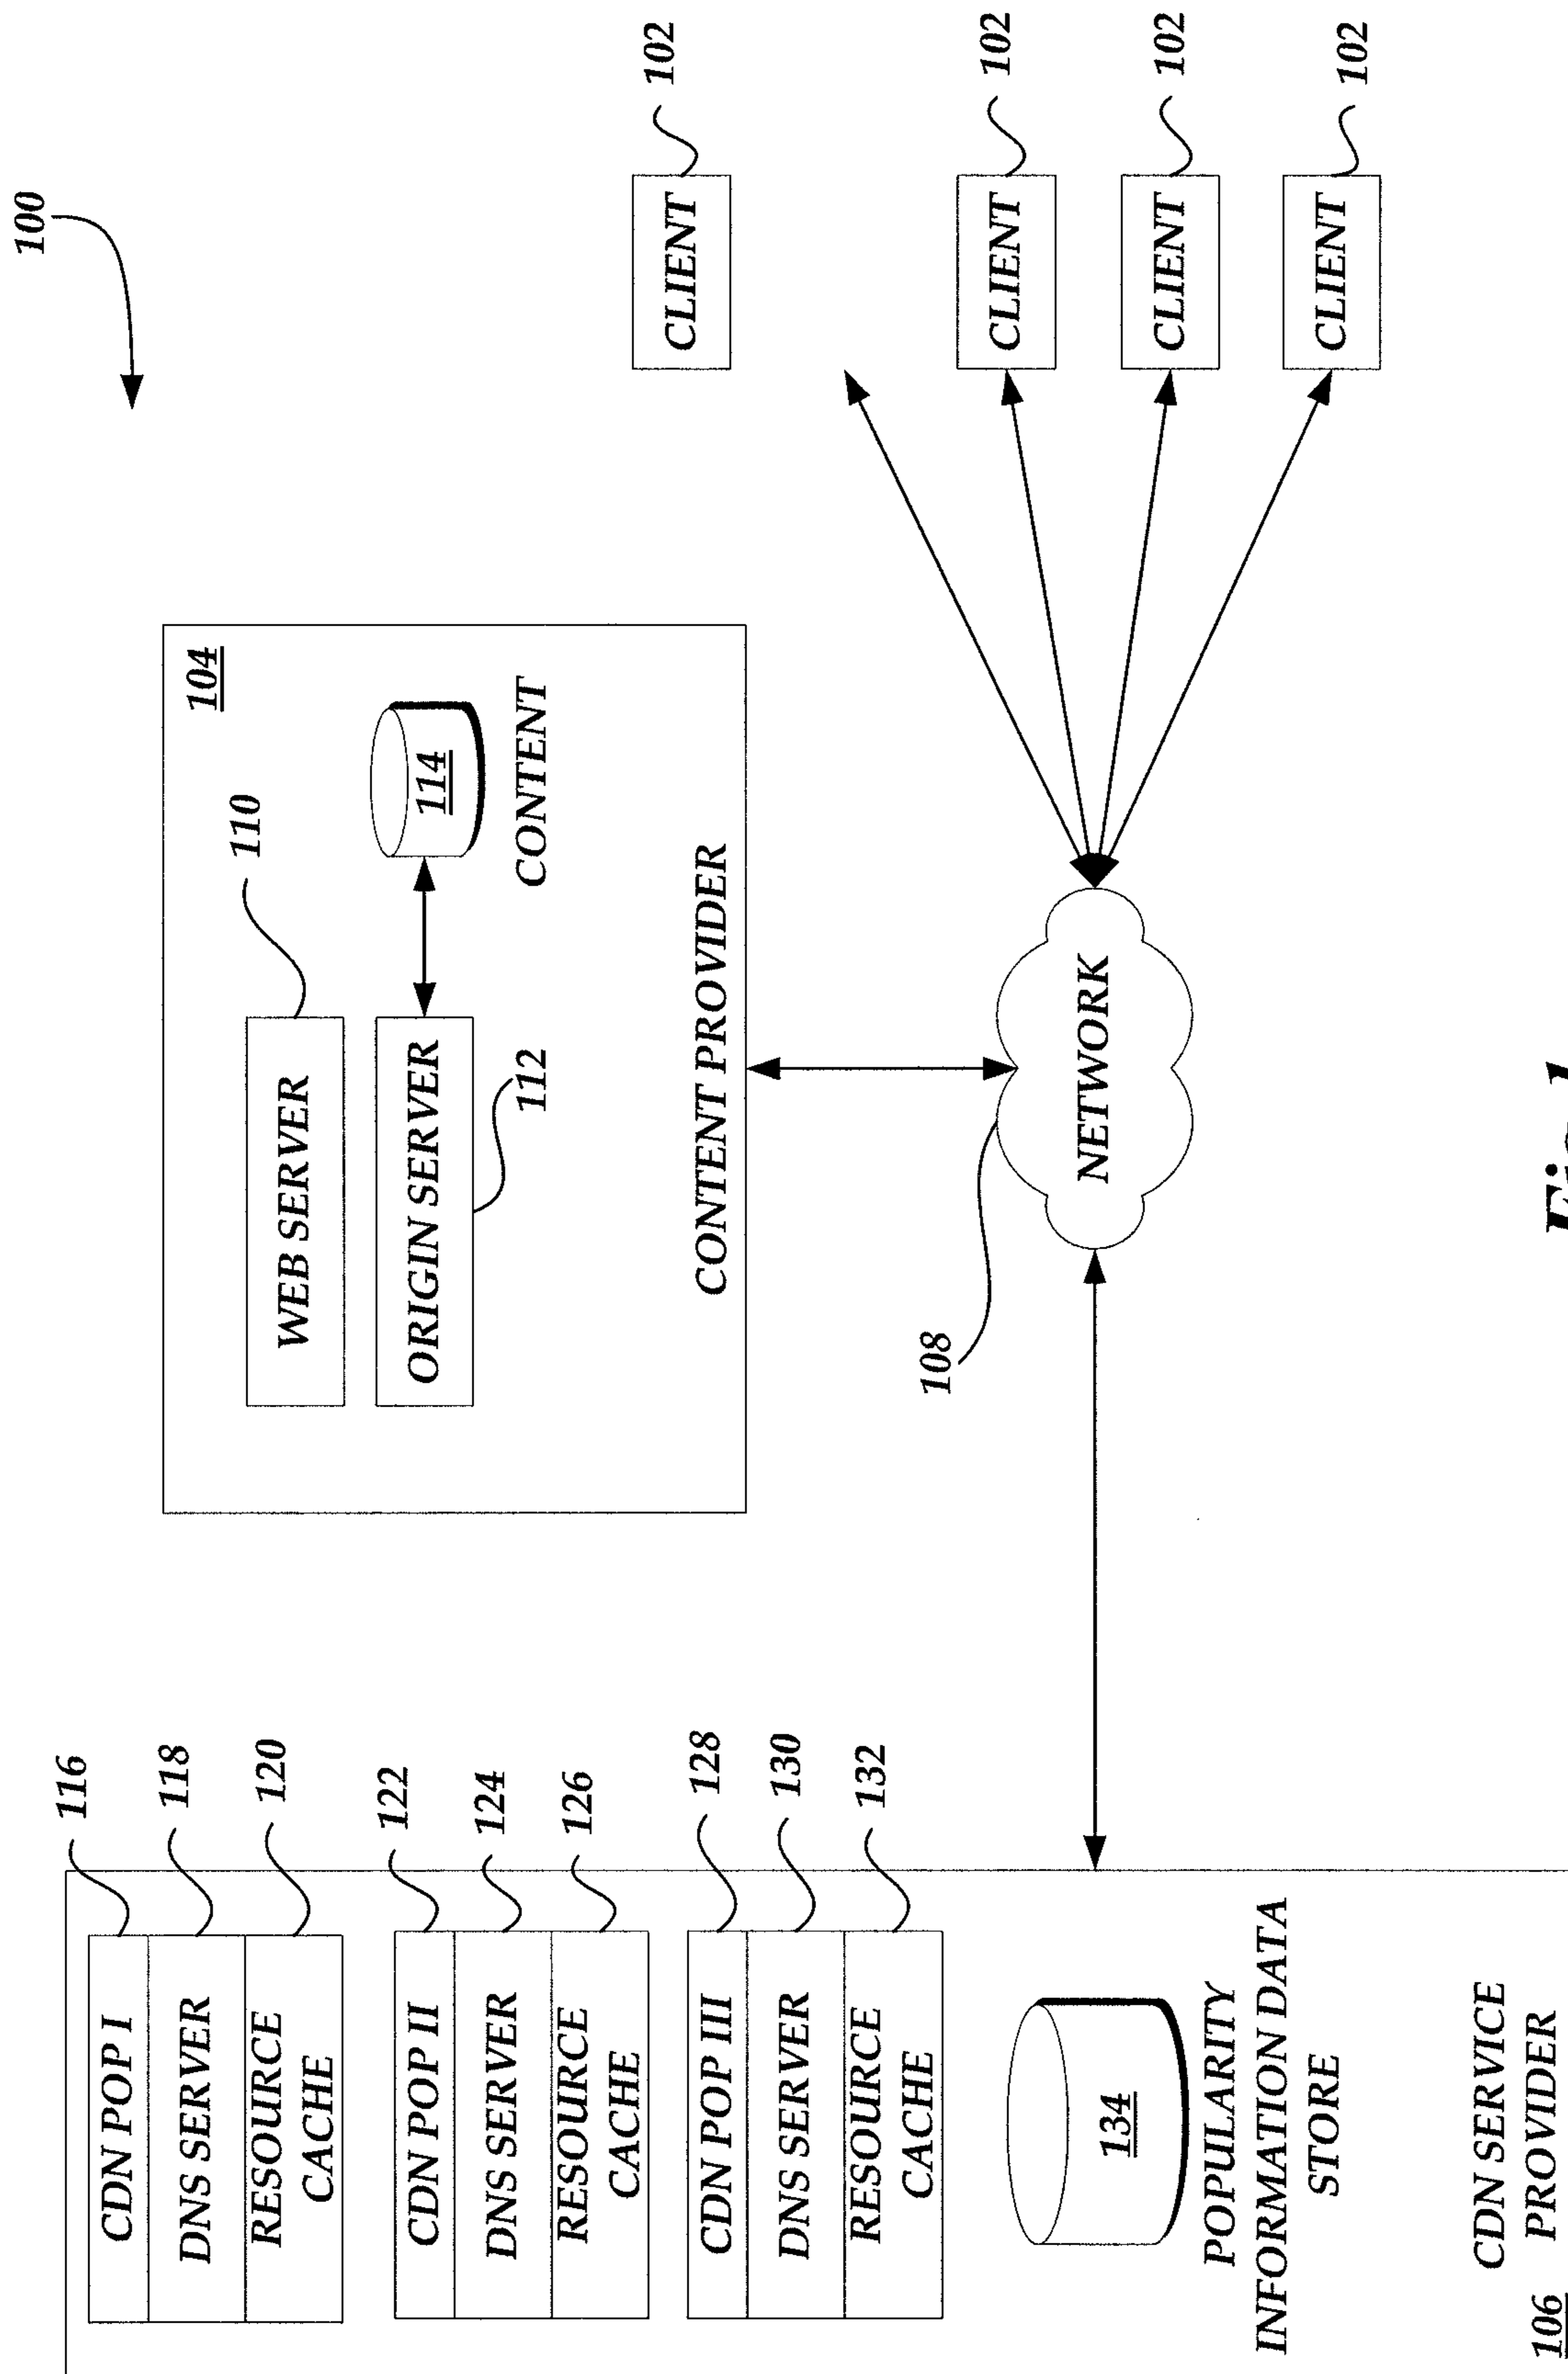 100
116
CDN POP I
118
DNS SERVER
120
RESOURCE
CACHE
122
CDN POP II
124
DNS SERVER
126
RESOURCE
CACHE
128
CDN POP III
130
DNS SERVER
132
RESOURCE
CACHE
134
POPULARITY
INFORMATION DATA
STORE
CDN SERVICE
PROVIDER
106
104
110
WEB SERVER
ORIGIN SERVER
112
114
CONTENT
CONTENT PROVIDER
108
NETWORK
CLIENT
102
CLIENT
102
CLIENT
102
CLIENT
102
Fig.1.